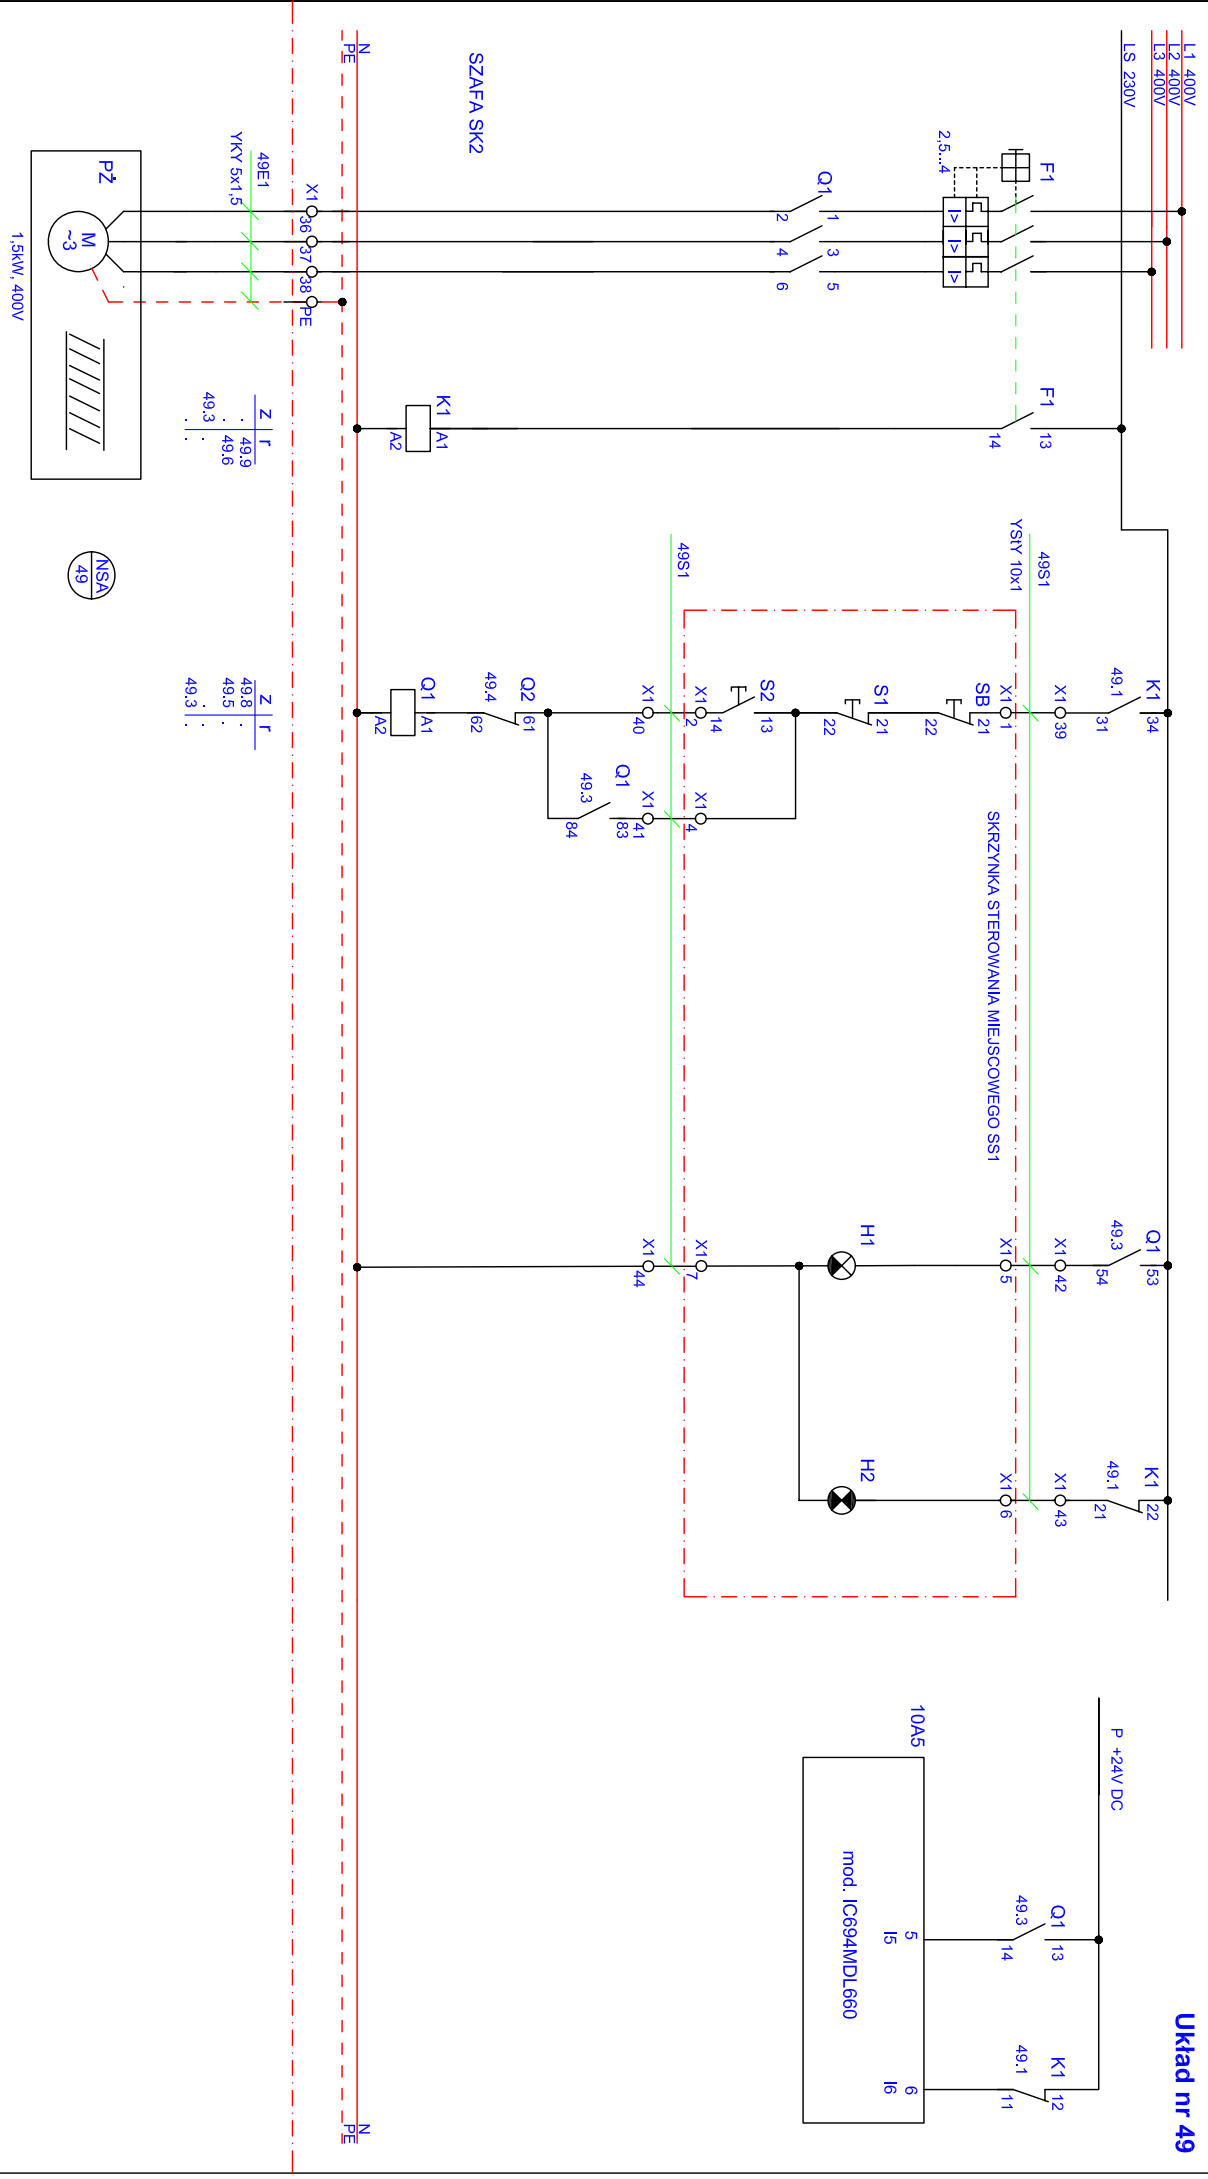 Układ nr 49
L1 400V
L2 400V
L3 400V
LS 230V
N
PE
SZAFA SK2
F1
2,5...4
I>
I>
I>
Q1
1
2
3
4
5
6
X1
36
37
38
PE
49E1
YKY 5x1,5
PŻ
M
~3
1,5kW, 400V
F1
13
14
K1
A1
A2
z r
. 49.9
. 49.6
49.3 .
. .
NSA
49
K1
49.1
34
31
X1
39
49S1
YStY 10x1
X1
1
SKRZYNKA STEROWANIA MIEJSCOWEGO SS1
SB
21
22
S1
21
22
S2
13
14
X1
2
X1
4
49S1
X1
40
X1
41
Q1
49.3
83
84
Q2
49.4
61
62
Q1
A1
A2
z r
49.8 .
49.5 .
. .
49.3 .
Q1
49.3
53
54
X1
42
X1
5
H1
X1
7
X1
44
K1
49.1
22
21
X1
43
X1
6
H2
P +24V DC
10A5
mod. IC694MDL660
5
I5
6
I6
Q1
49.3
13
14
K1
49.1
12
11
N
PE